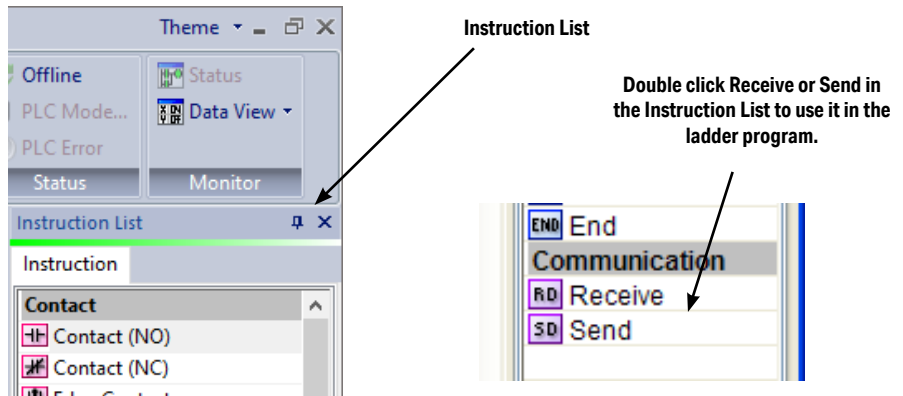 Theme
Instruction List
Offline
Status
PLC Mode...
Data View
PLC Error
Status
Monitor
Instruction List
Instruction
Contact
Contact (NO)
Contact (NC)
Double click Receive or Send in
the Instruction List to use it in the
ladder program.
END End
Communication
RD Receive
SD Send